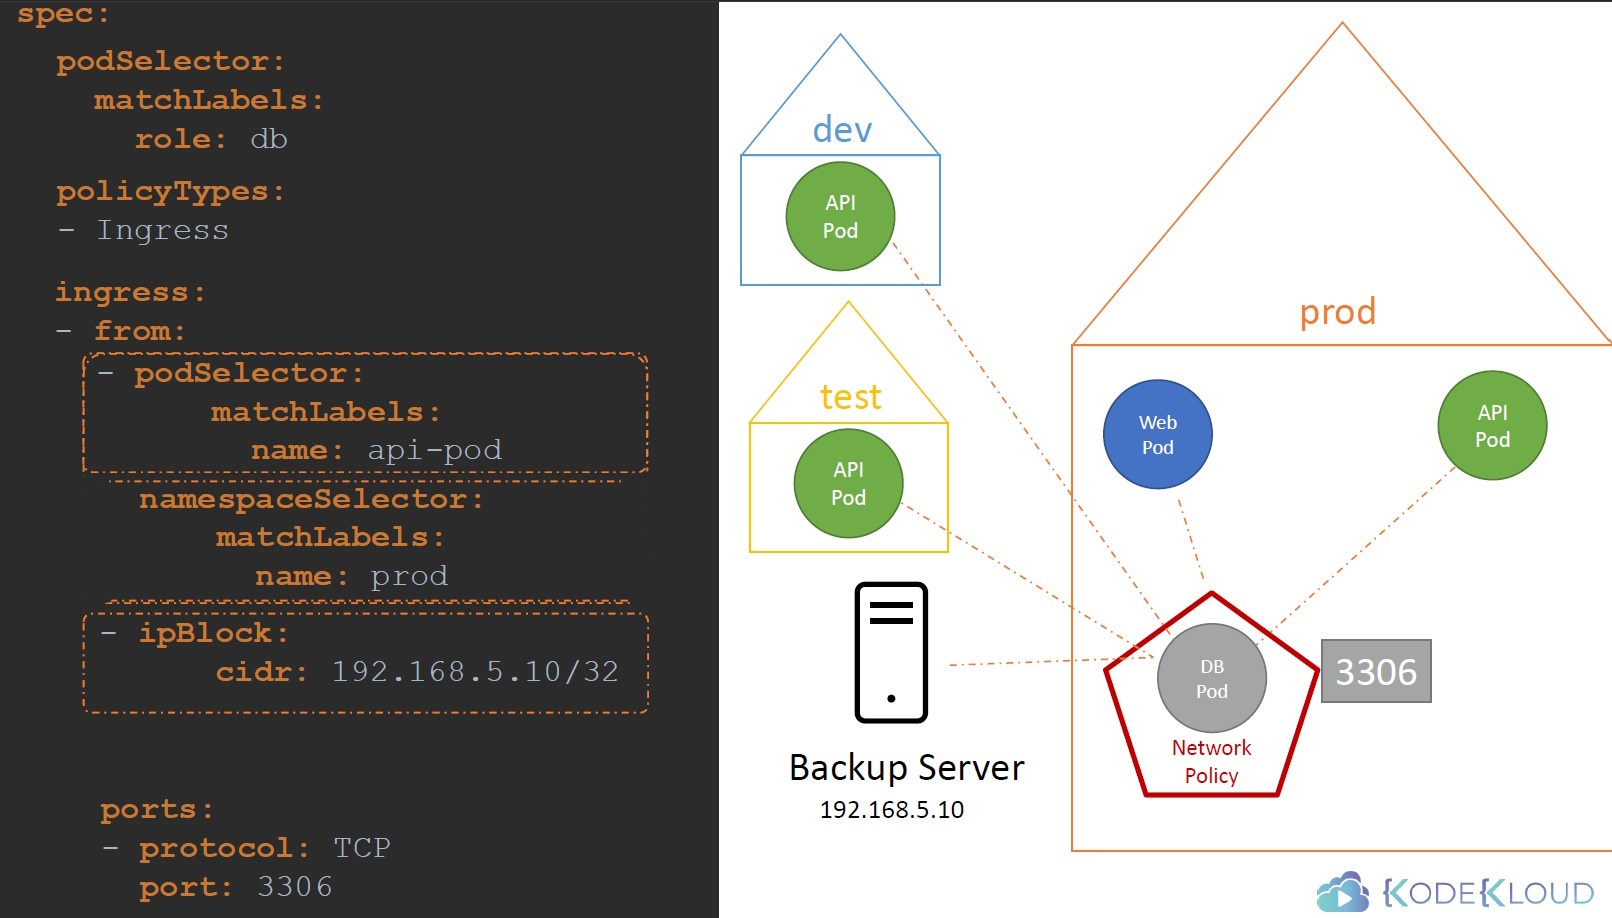 spec:
podSelector:
matchLabels:
role: db
policyTypes:
- Ingress
ingress:
- from:
- podSelector:
matchLabels:
name: api-pod
namespaceSelector:
matchLabels:
name: prod
- ipBlock:
cidr: 192.168.5.10/32
ports:
- protocol: TCP
port: 3306
dev
API
Pod
test
API
Pod
Backup Server
192.168.5.10
prod
Web
Pod
API
Pod
DB
Pod
Network
Policy
3306
KODEKLOUD